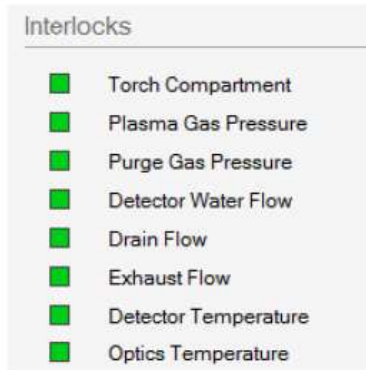 Interlocks
Torch Compartment
Plasma Gas Pressure
Purge Gas Pressure
Detector Water Flow
Drain Flow
Exhaust Flow
Detector Temperature
Optics Temperature